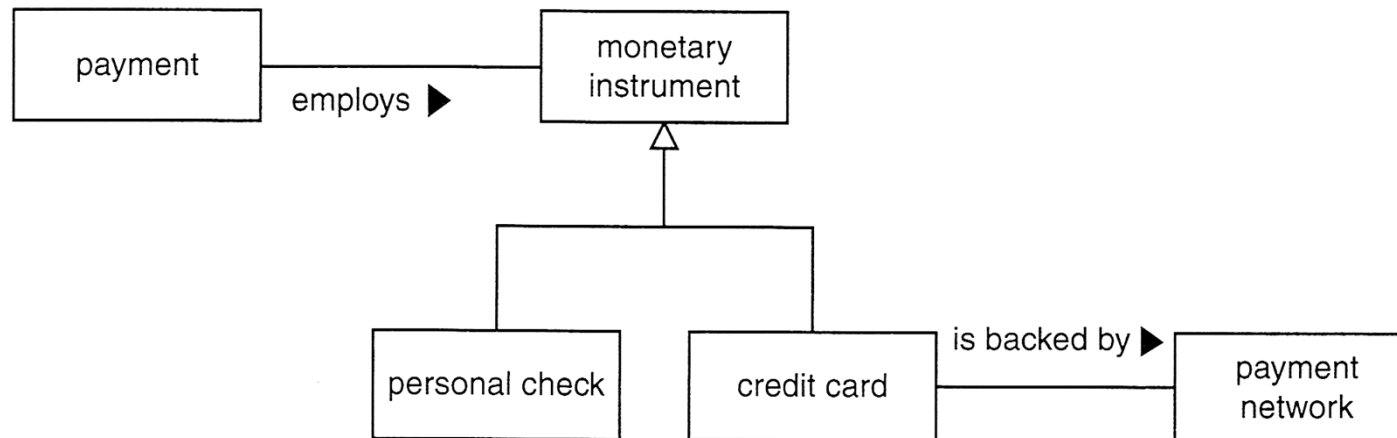 payment
employs ▶
monetary
instrument
personal check
credit card
is backed by ▶
payment
network